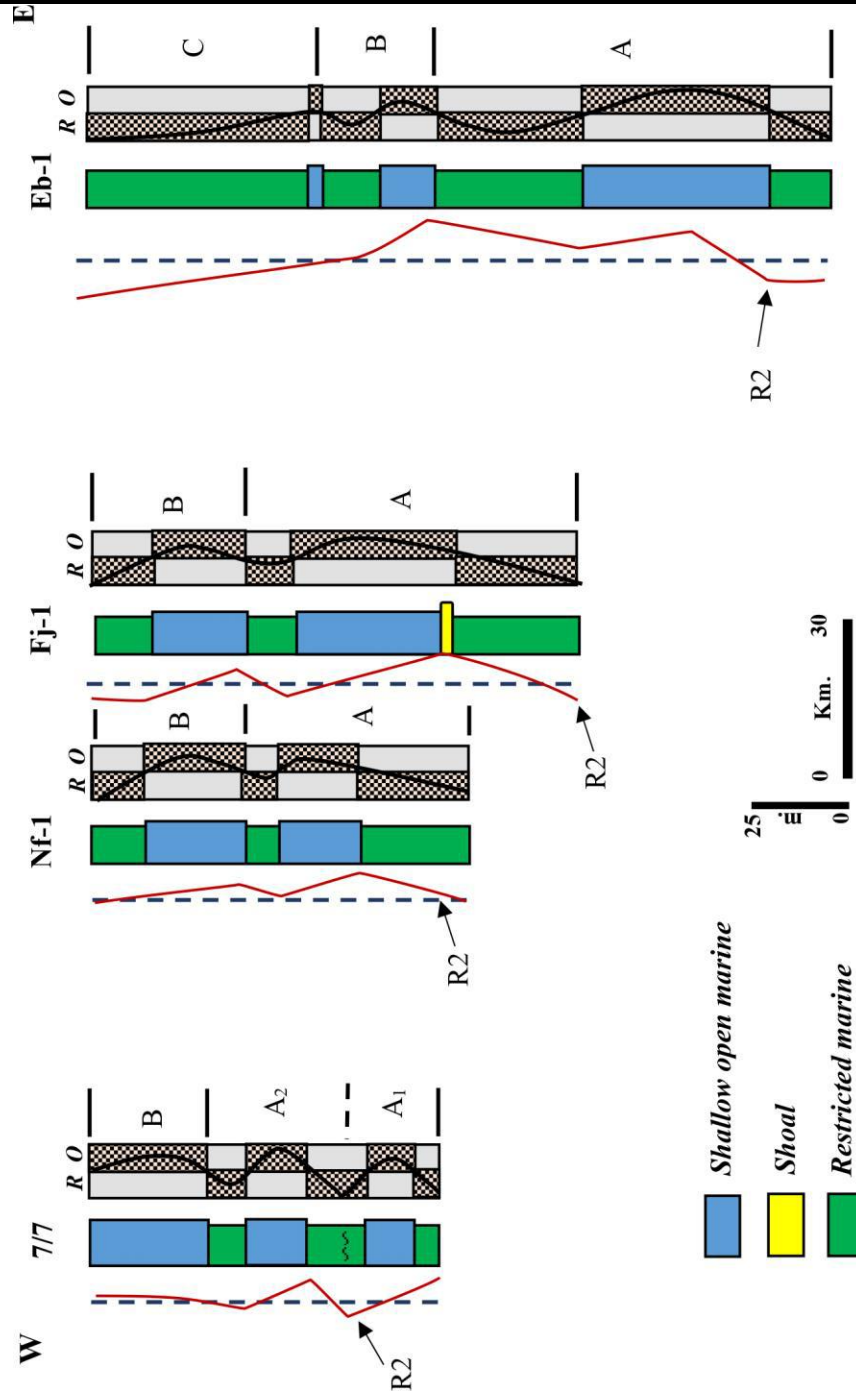 W
E
7/7
Nf-1
Fj-1
Eb-1
R O
R O
R O
R O
B
A₂
A₁
B
A
B
A
C
B
A
R2
R2
R2
R2
Shallow open marine
Shoal
Restricted marine
25
m
0
0 Km. 30